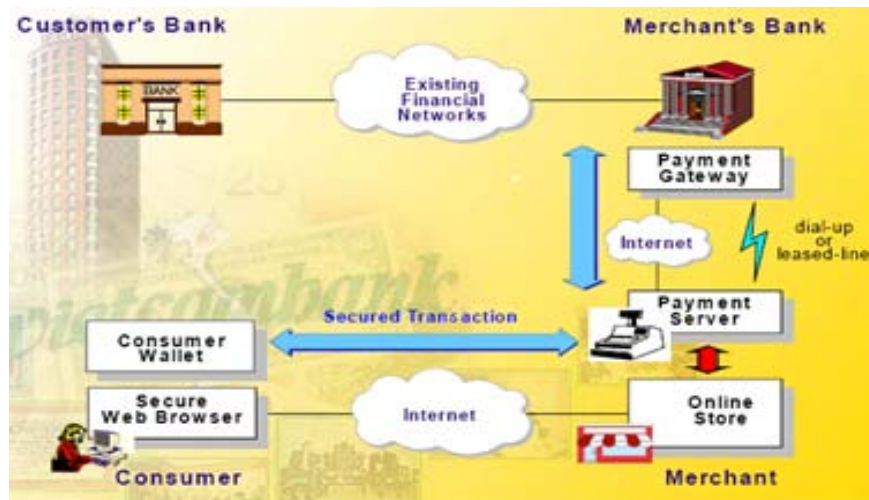 Customer's Bank
Merchant's Bank
BANK
Existing
Financial
Networks
Payment
Gateway
Internet
dial-up
or
leased-line
vietcombank
Secured Transaction
Payment
Server
Consumer
Wallet
Secure
Web Browser
Internet
Online
Store
Consumer
Merchant